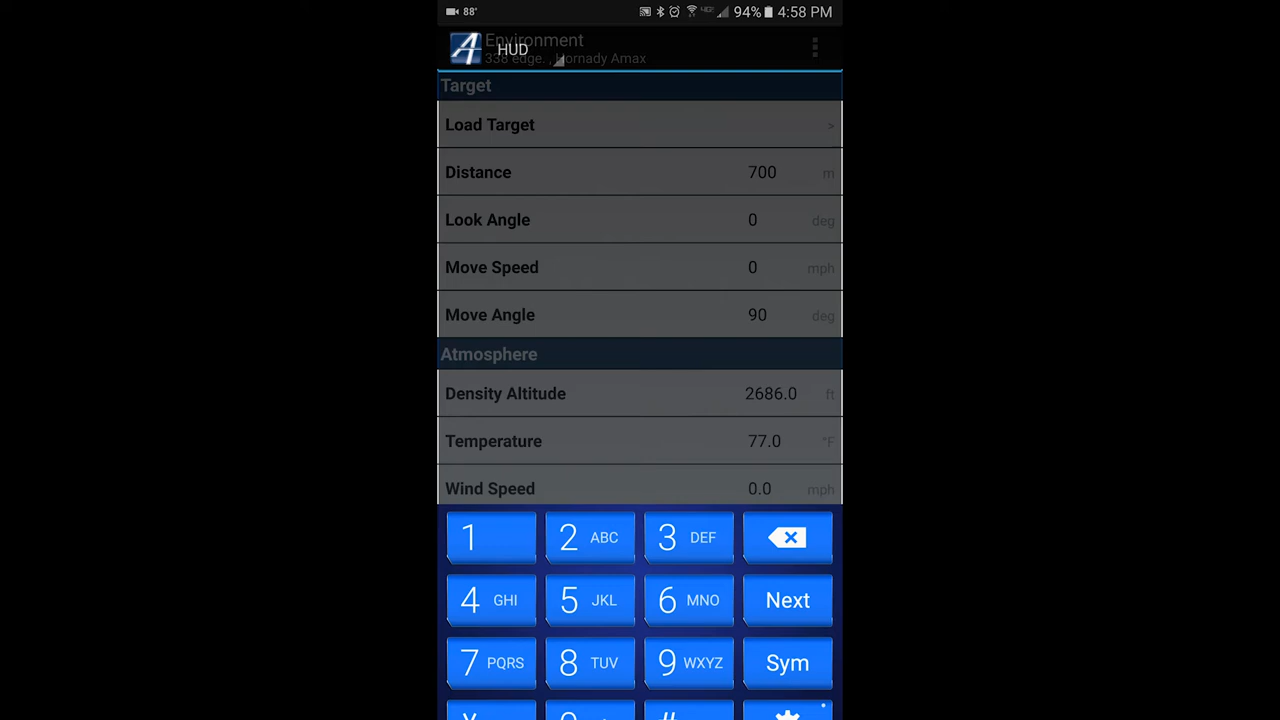 88° 94% 4:58 PM
Environment
HUD
338 edge. , Hornady Amax
Target
Load Target >
Distance 700 m
Look Angle 0 deg
Move Speed 0 mph
Move Angle 90 deg
Atmosphere
Density Altitude 2686.0 ft
Temperature 77.0 °F
Wind Speed 0.0 mph
1 2 ABC 3 DEF
4 GHI 5 JKL 6 MNO Next
7 PQRS 8 TUV 9 WXYZ Sym